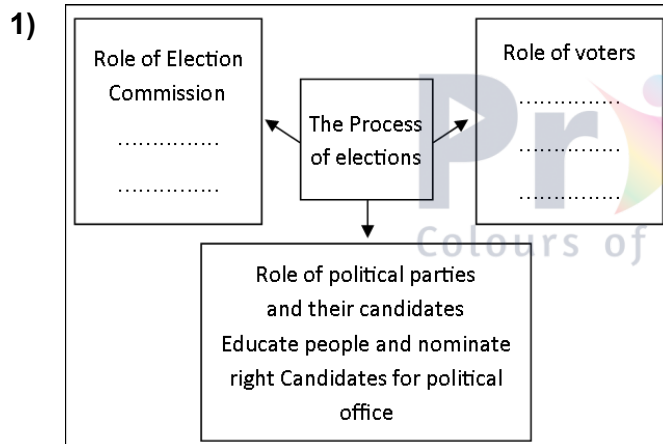 1)
Role of Election
Commission
...............
...............
The Process
of elections
Role of voters
...............
...............
...............
Role of political parties
and their candidates
Educate people and nominate
right Candidates for political
office
Colours of